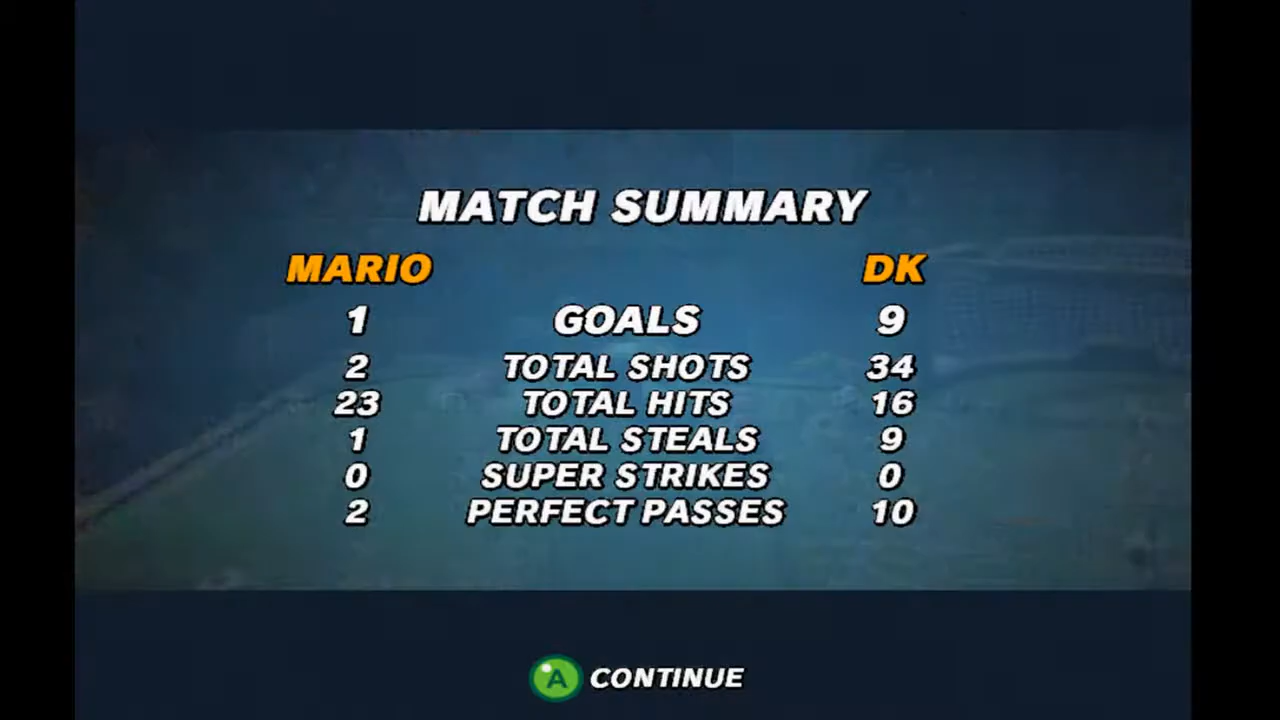 MATCH SUMMARY
MARIO DK
1 GOALS 9
2 TOTAL SHOTS 34
23 TOTAL HITS 16
1 TOTAL STEALS 9
0 SUPER STRIKES 0
2 PERFECT PASSES 10
A CONTINUE